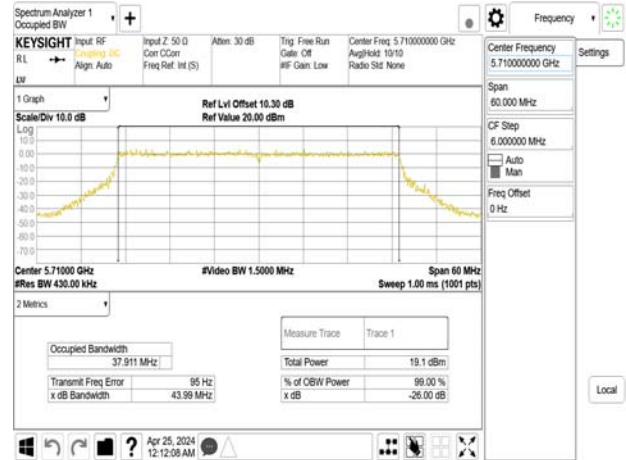 Spectrum Analyzer 1
Occupied BW
Frequency
KEYSIGHT
Input: RF
Coupling: DC
Align: Auto
Input Z: 50 Ω
Corr CCorr
Freq Ref: Int (S)
Atten: 30 dB
Trig: Free Run
Gate: Off
#IF Gain: Low
Center Freq: 5.710000000 GHz
Avg|Hold: 10/10
Radio Std: None
RL
Center Frequency
5.710000000 GHz
Settings
Span
60.000 MHz
CF Step
6.000000 MHz
Auto
Man
Freq Offset
0 Hz
Local
1 Graph
Scale/Div 10.0 dB
Ref Lvl Offset 10.30 dB
Ref Value 20.00 dBm
Log
10.0
0.00
-10.0
-20.0
-30.0
-40.0
-50.0
-60.0
-70.0
Center 5.71000 GHz
#Res BW 430.00 kHz
#Video BW 1.5000 MHz
Span 60 MHz
Sweep 1.00 ms (1001 pts)
2 Metrics
Measure Trace
Trace 1
Occupied Bandwidth
37.911 MHz
Total Power
19.1 dBm
Transmit Freq Error
95 Hz
% of OBW Power
99.00 %
x dB Bandwidth
43.99 MHz
x dB
-26.00 dB
Apr 25, 2024
12:12:08 AM